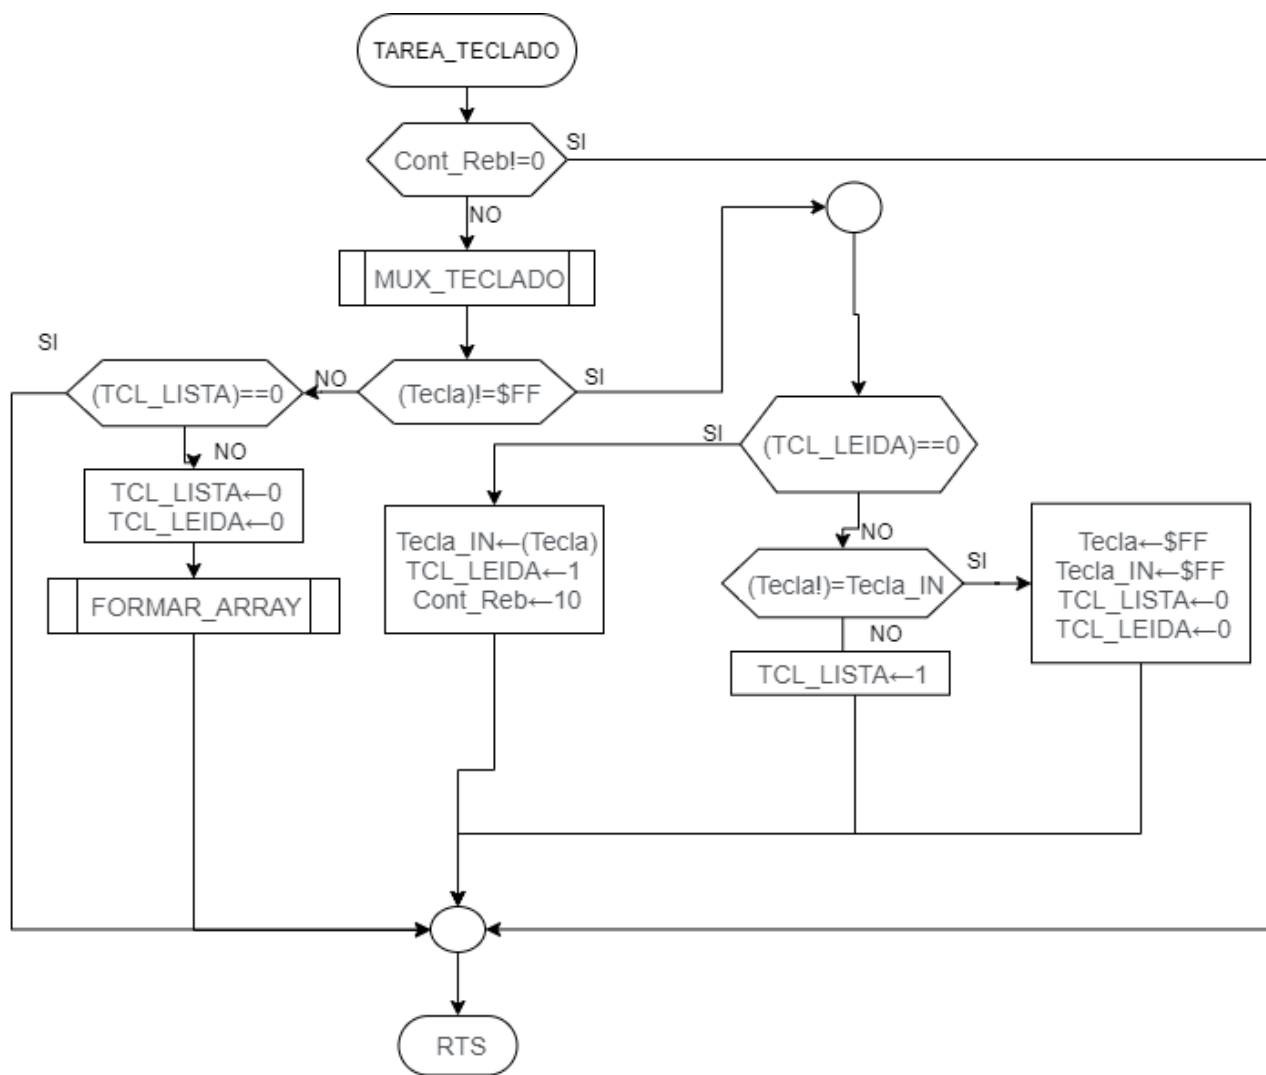 TAREA_TECLADO
SI
Cont_Reb!=0
NO
MUX_TECLADO
SI
(TCL_LISTA)==0
NO
(Tecla)!=$FF
SI
NO
TCL_LISTA←0
TCL_LEIDA←0
FORMAR_ARRAY
SI
(TCL_LEIDA)==0
NO
Tecla_IN←(Tecla)
TCL_LEIDA←1
Cont_Reb←10
(Tecla!)=Tecla_IN
SI
NO
TCL_LISTA←1
Tecla←$FF
Tecla_IN←$FF
TCL_LISTA←0
TCL_LEIDA←0
RTS